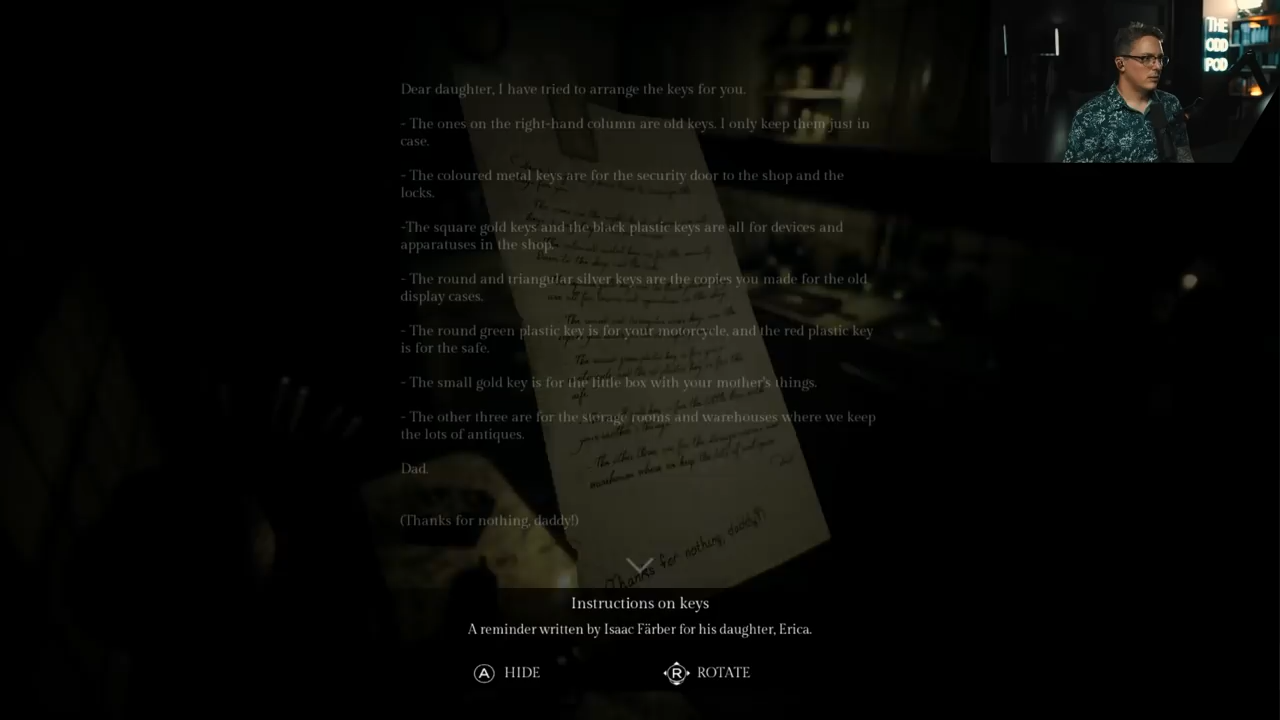 THE
ODD
POD
Dear daughter, I have tried to arrange the keys for you.
- The ones on the right-hand column are old keys. I only keep them just in
case.
- The coloured metal keys are for the security door to the shop and the
locks.
-The square gold keys and the black plastic keys are all for devices and
apparatuses in the shop.
- The round and triangular silver keys are the copies you made for the old
display cases.
- The round green plastic key is for your motorcycle, and the red plastic key
is for the safe.
- The small gold key is for the little box with your mother's things.
- The other three are for the storage rooms and warehouses where we keep
the lots of antiques.
Dad.
(Thanks for nothing, daddy!)
(Thanks for nothing, daddy!)
Instructions on keys
A reminder written by Isaac Färber for his daughter, Erica.
A HIDE
R ROTATE